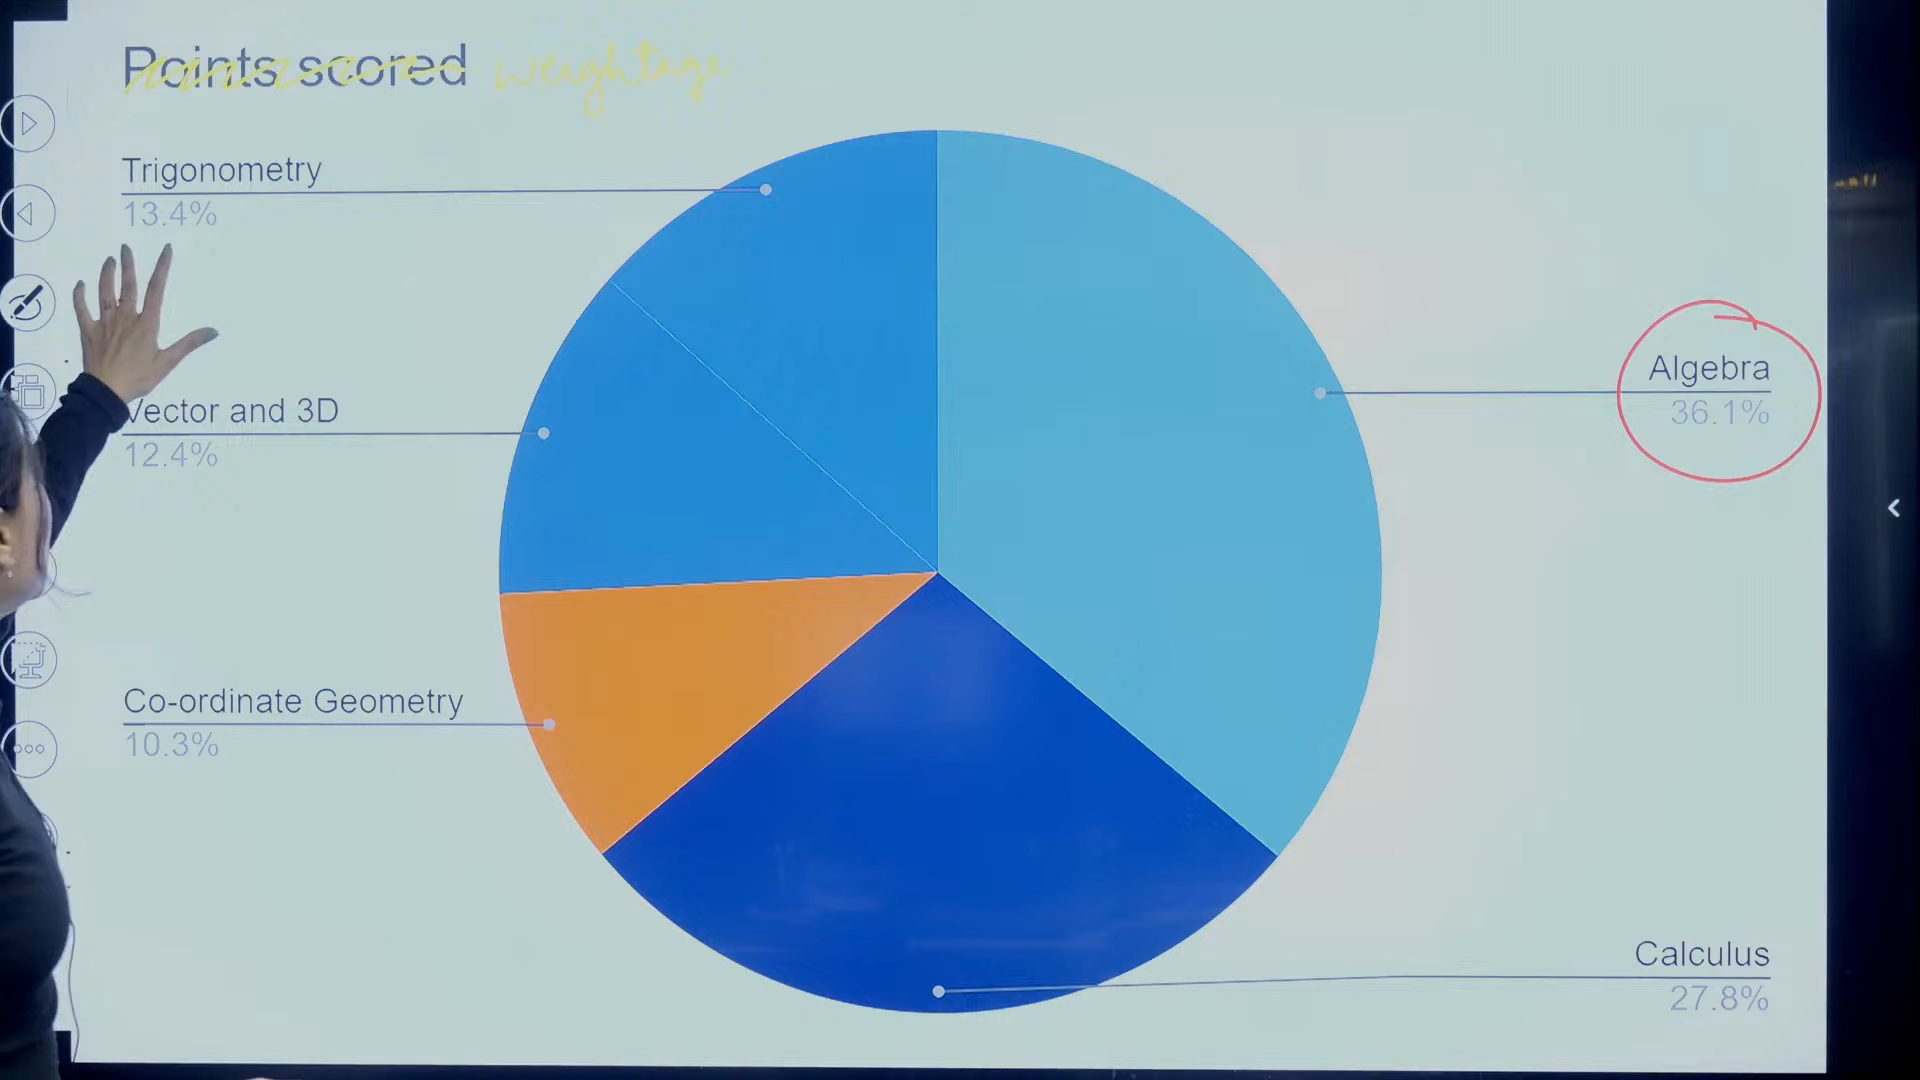 Points scored weightage
Trigonometry
13.4%
Vector and 3D
12.4%
Co-ordinate Geometry
10.3%
Algebra
36.1%
Calculus
27.8%